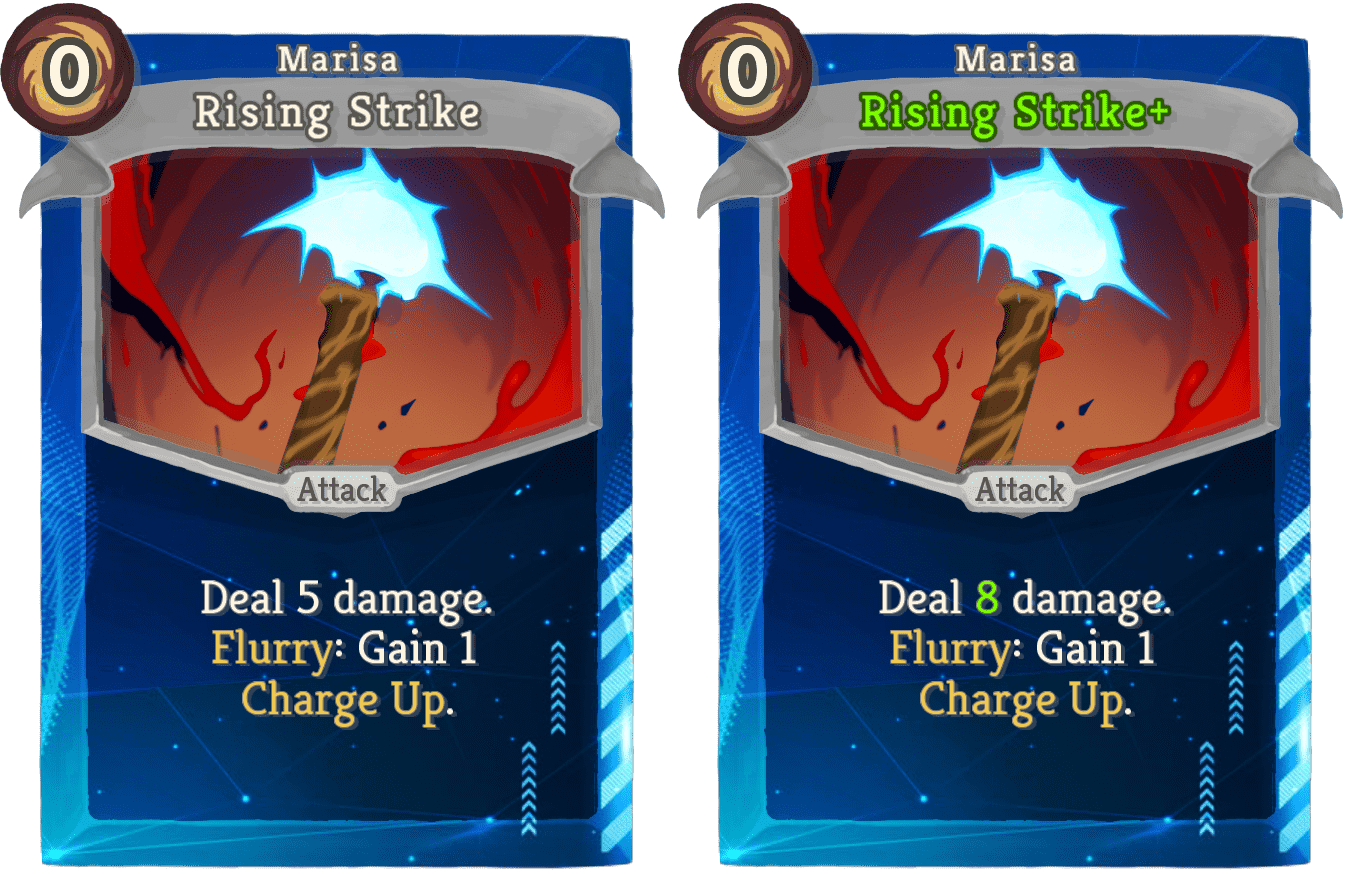 0
Marisa
Rising Strike
Attack
Deal 5 damage.
Flurry: Gain 1
Charge Up.
0
Marisa
Rising Strike+
Attack
Deal 8 damage.
Flurry: Gain 1
Charge Up.